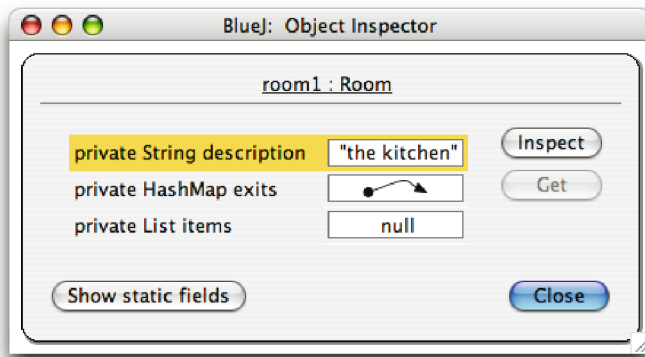 BlueJ: Object Inspector
room1 : Room
private String description "the kitchen" Inspect
private HashMap exits Get
private List items null
Show static fields Close